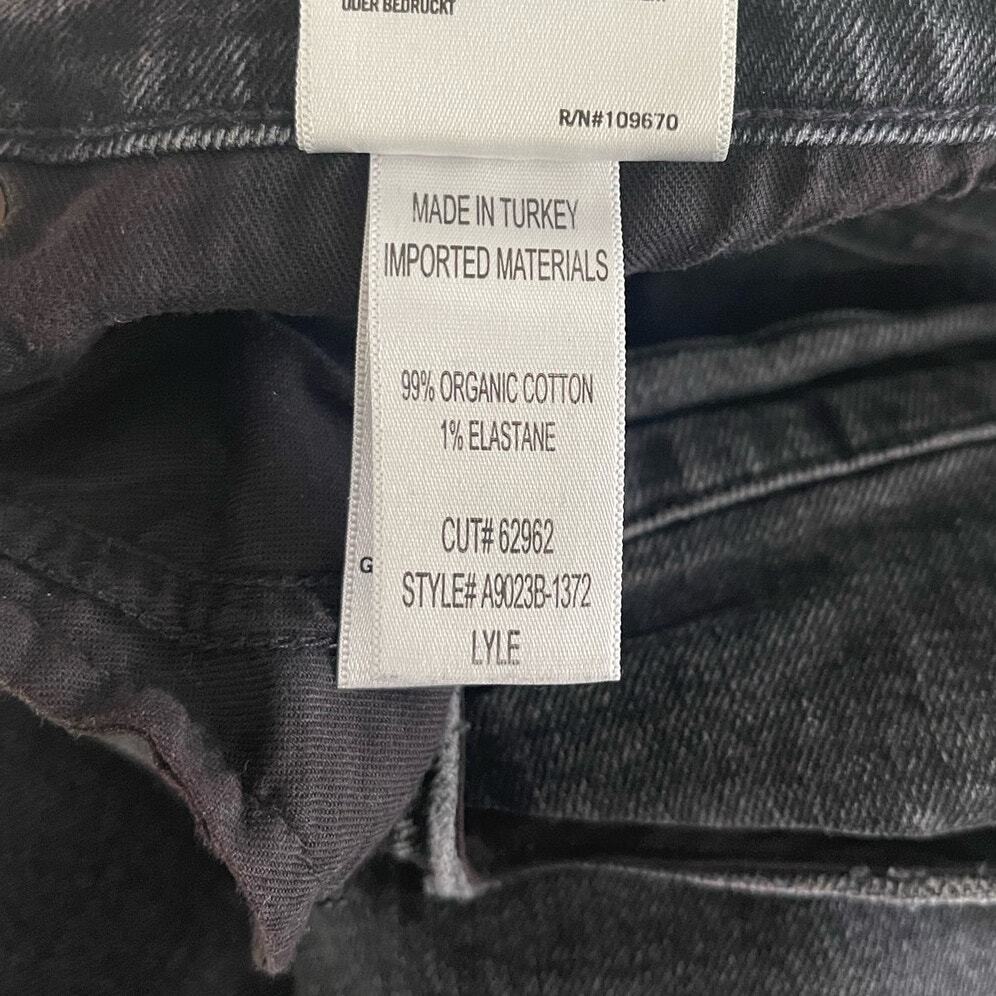 ODER BEDRUCKT
R/N#109670
MADE IN TURKEY
IMPORTED MATERIALS
99% ORGANIC COTTON
1% ELASTANE
CUT# 62962
G
STYLE# A9023B-1372
LYLE